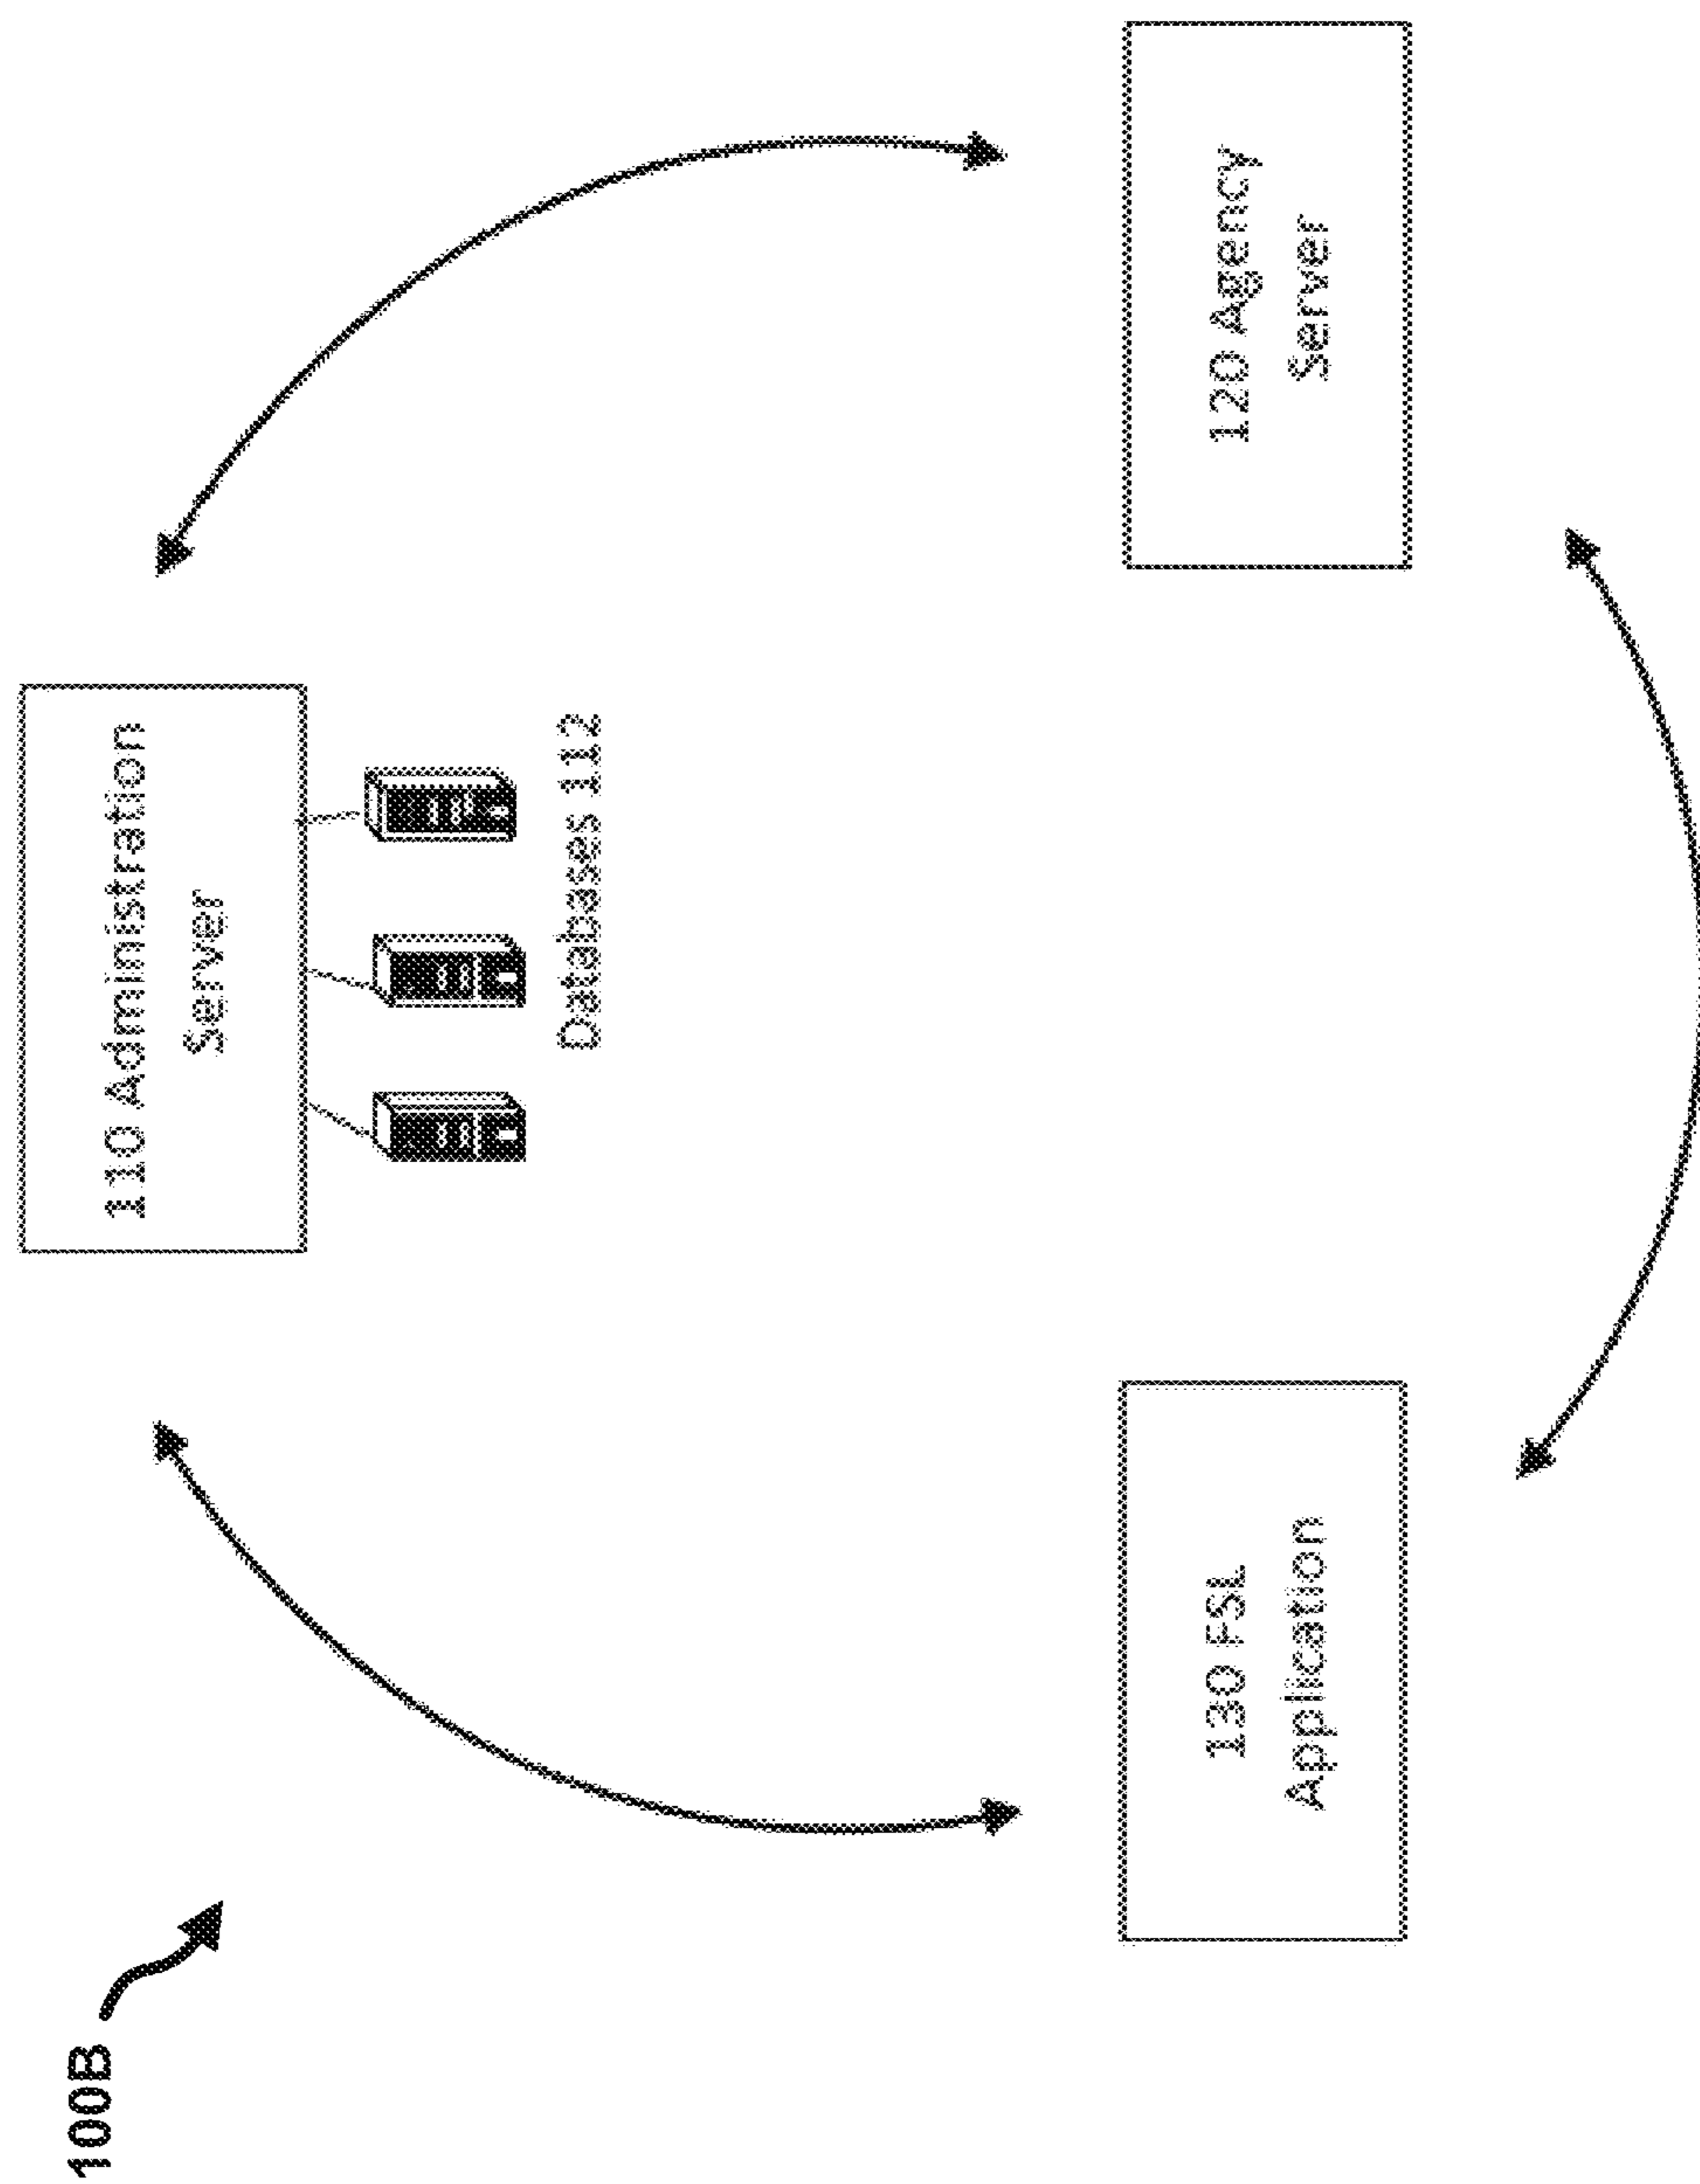 100B
110 Administration
Server
Databases 112
130 FSL
Application
120 Agency
Server